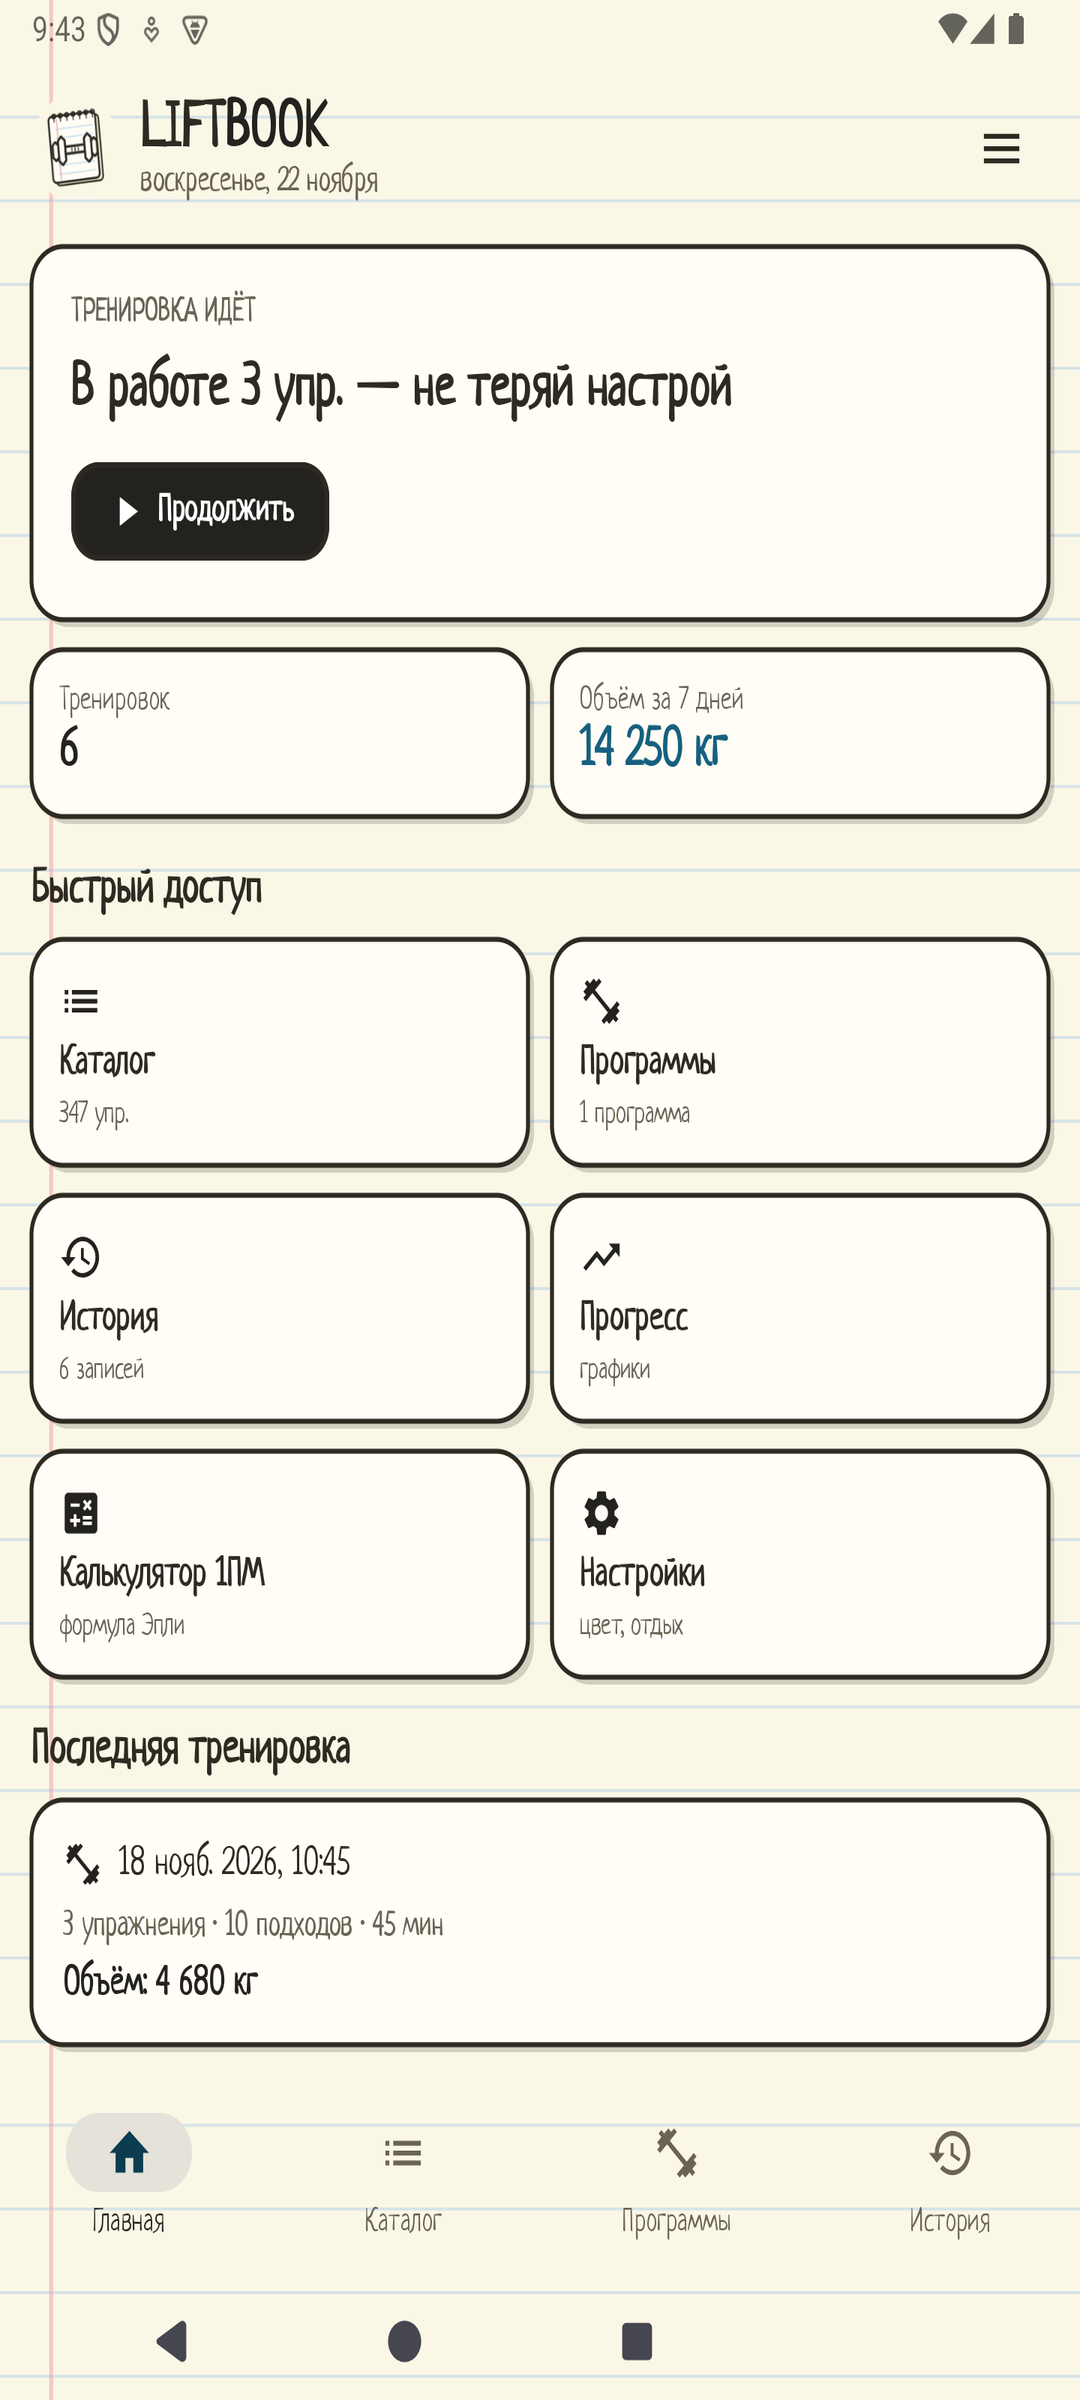 9:43
LIFTBOOK
воскресенье, 22 ноября
ТРЕНИРОВКА ИДЁТ
В работе 3 упр. — не теряй настрой
Продолжить
Тренировок
6
Объём за 7 дней
14 250 кг
Быстрый доступ
Каталог
347 упр.
Программы
1 программа
История
6 записей
Прогресс
графики
Калькулятор 1ПМ
формула Эпли
Настройки
цвет, отдых
Последняя тренировка
18 нояб. 2026, 10:45
3 упражнения · 10 подходов · 45 мин
Объём: 4 680 кг
Главная
Каталог
Программы
История